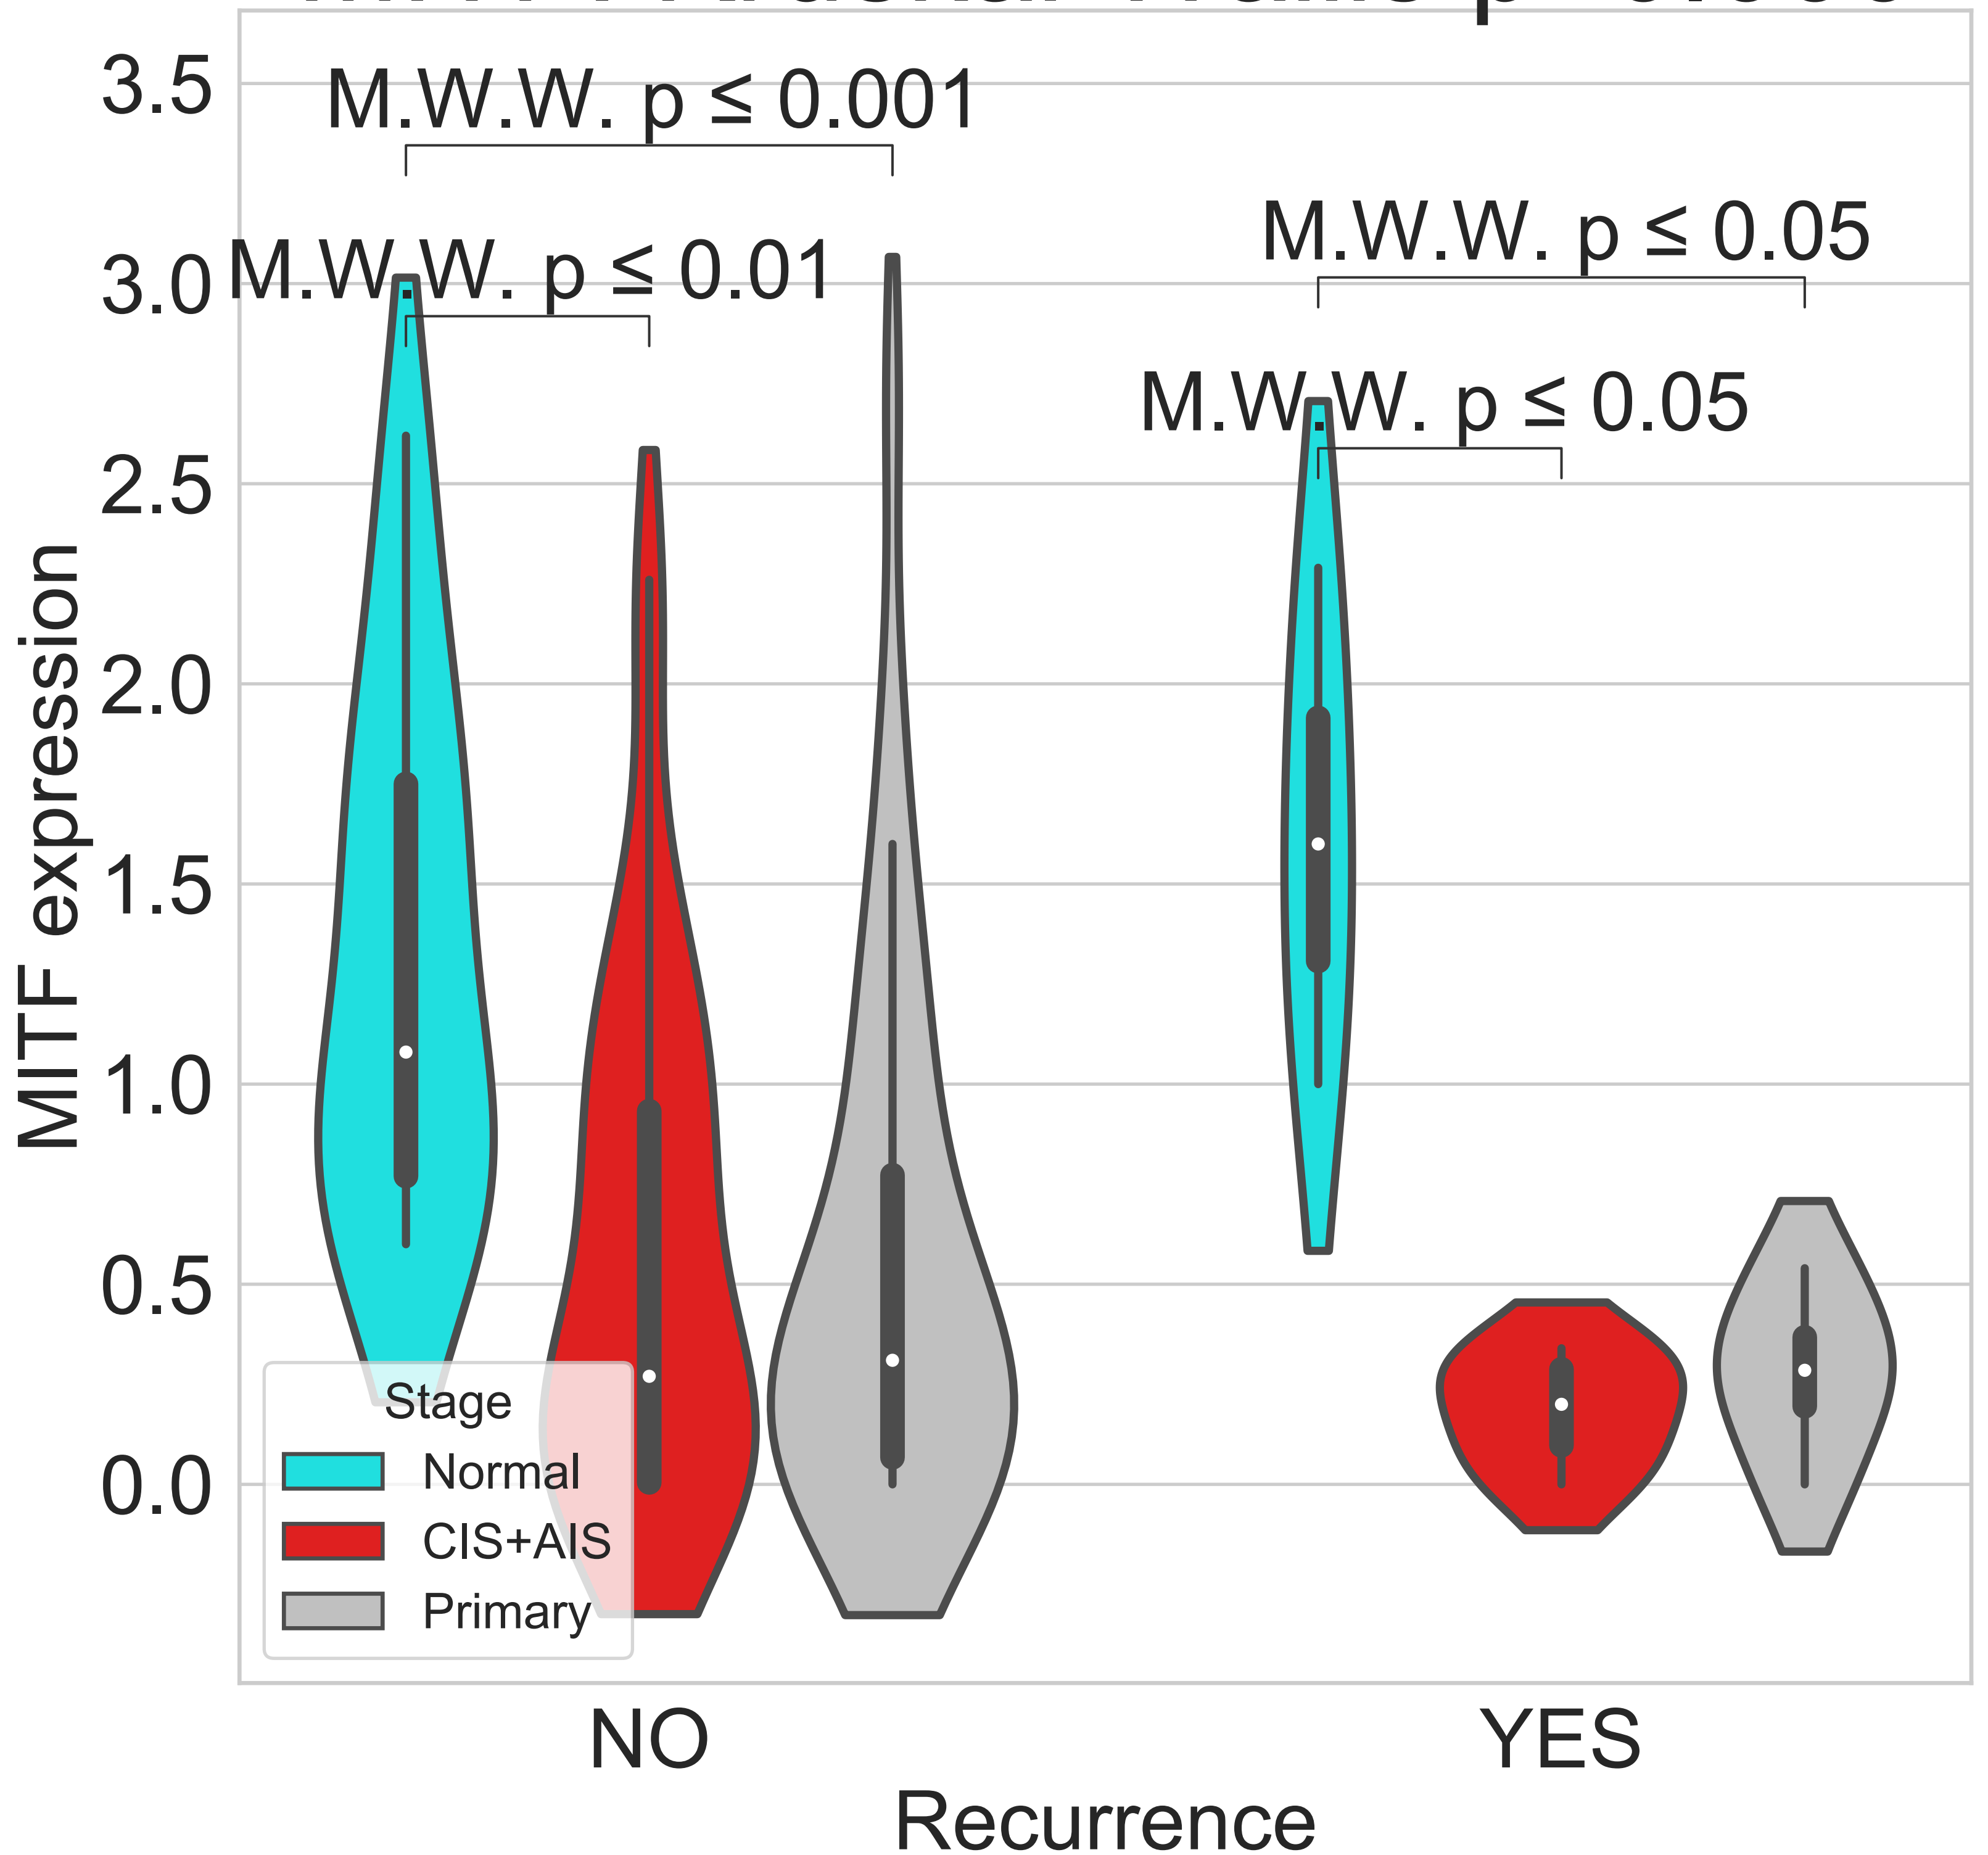 3.5
M.W.W. p ≤ 0.001
M.W.W. p ≤ 0.05
3.0
M.W.W. p ≤ 0.01
M.W.W. p ≤ 0.05
2.5
2.0
1.5
1.0
0.5
0.0
MITF expression
Stage
Normal
CIS+AIS
Primary
NO
YES
Recurrence